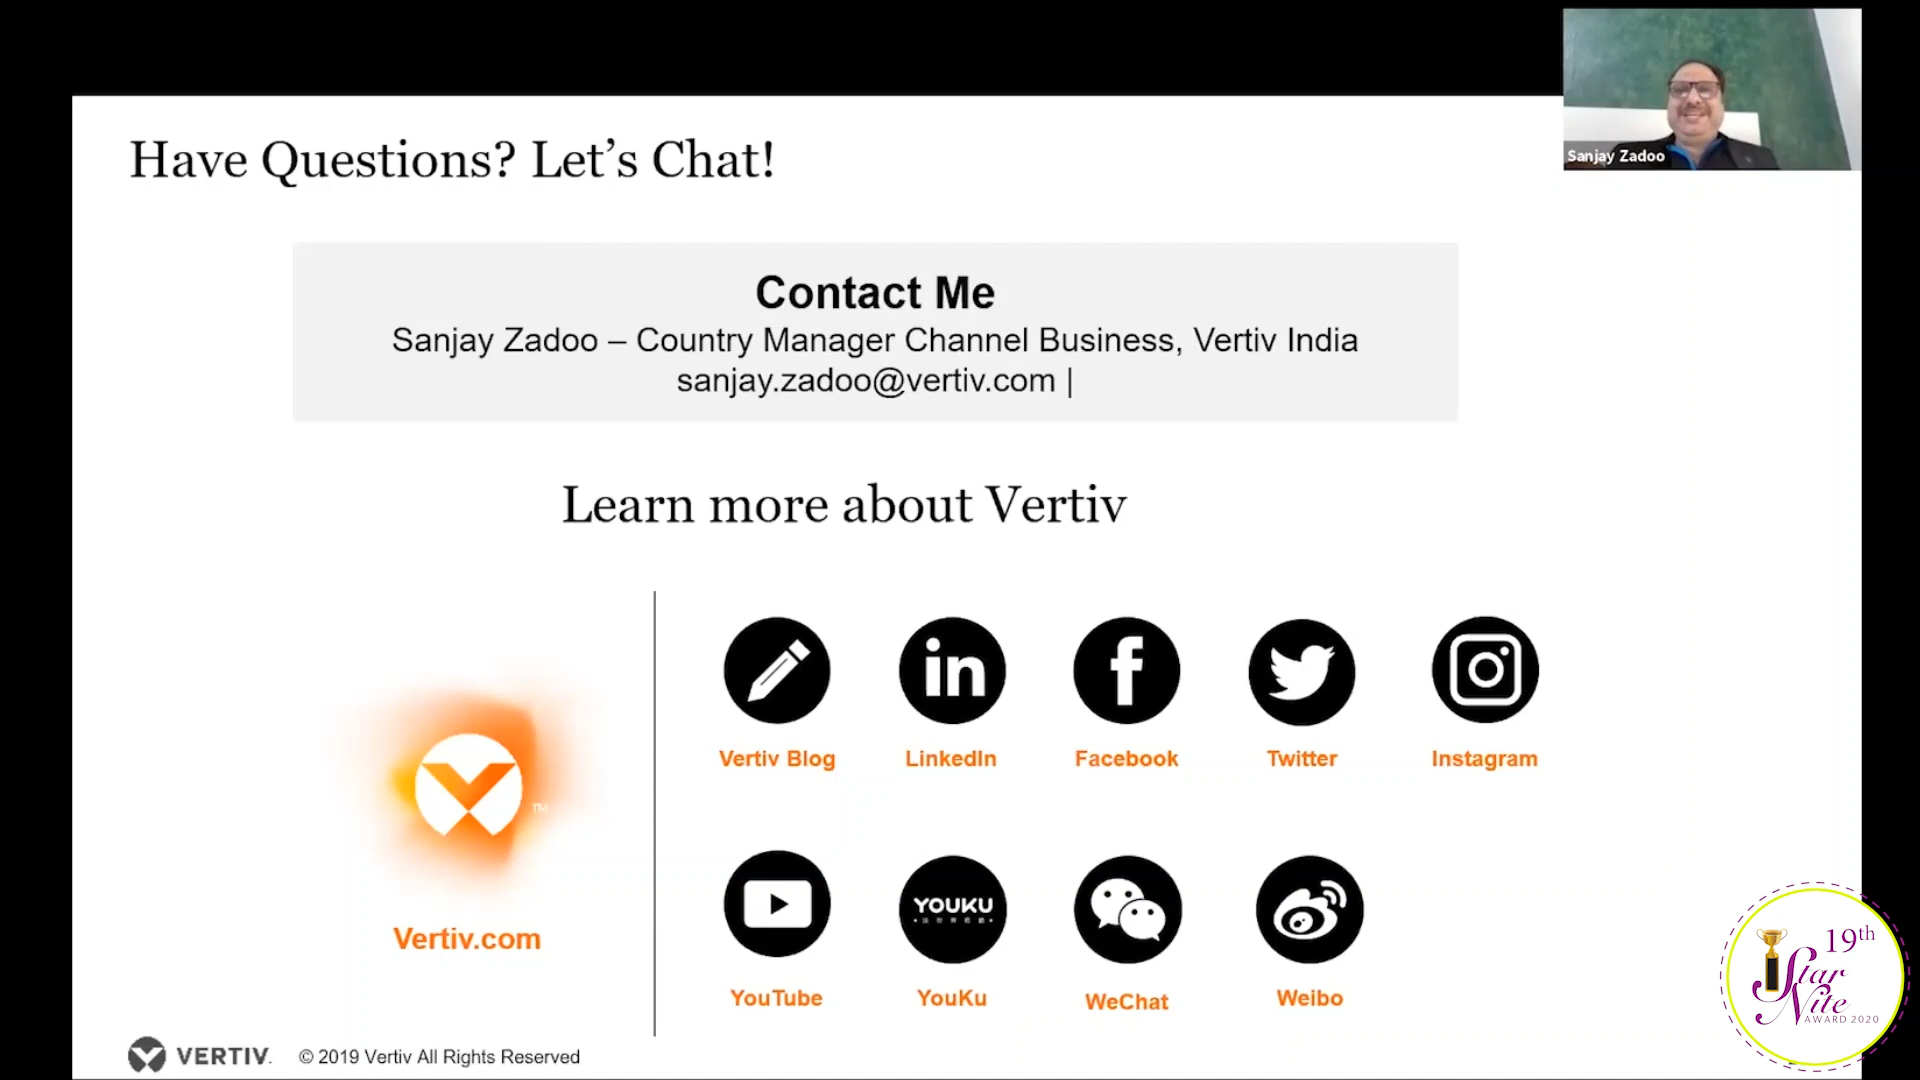 Have Questions? Let's Chat!
Sanjay Zadoo
Contact Me
Sanjay Zadoo – Country Manager Channel Business, Vertiv India
sanjay.zadoo@vertiv.com |
Learn more about Vertiv
Vertiv.com
TM
in
f
Vertiv Blog
LinkedIn
Facebook
Twitter
Instagram
YOUKU
YouTube
YouKu
WeChat
Weibo
VERTIV.
© 2019 Vertiv All Rights Reserved
19th
Star
Nite
AWARD 2020